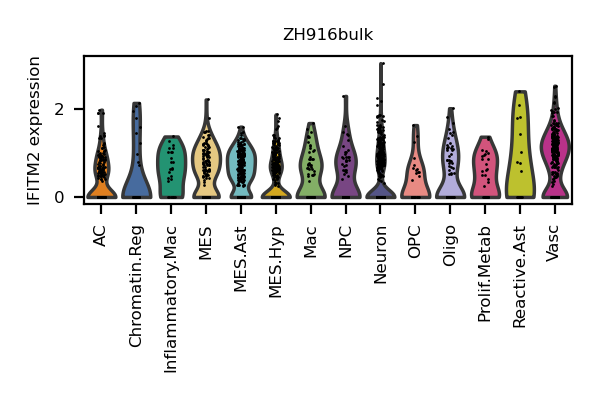 ZH916bulk
IFITM2 expression
2
0
AC
Chromatin.Reg
Inflammatory.Mac
MES
MES.Ast
MES.Hyp
Mac
NPC
Neuron
OPC
Oligo
Prolif.Metab
Reactive.Ast
Vasc